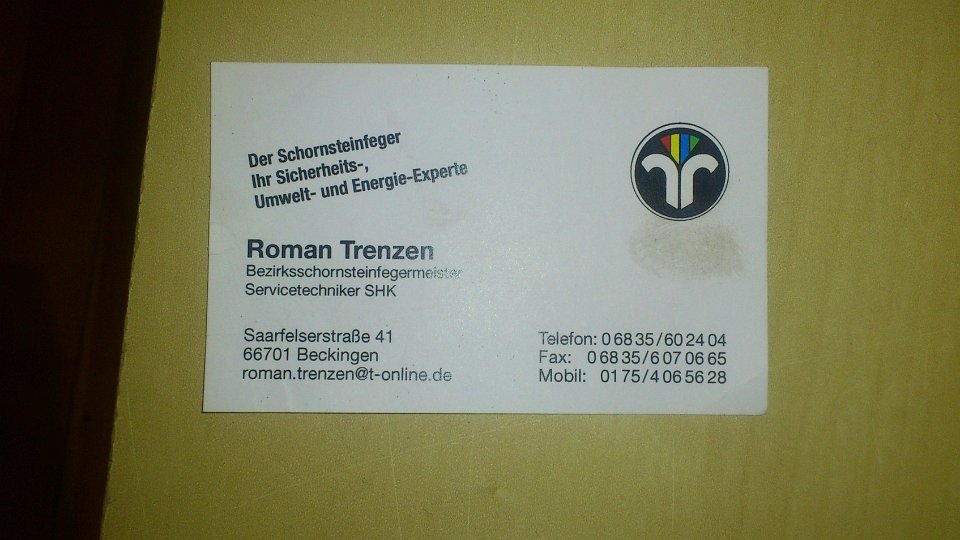 Der Schornsteinfeger
Ihr Sicherheits-,
Umwelt- und Energie-Experte
Roman Trenzen
Bezirksschornsteinfegermeister
Servicetechniker SHK
Saarfelserstraße 41
66701 Beckingen
roman.trenzen@t-online.de
Telefon: 0 68 35 / 60 24 04
Fax: 0 68 35 / 6 07 06 65
Mobil: 01 75 / 4 06 56 28